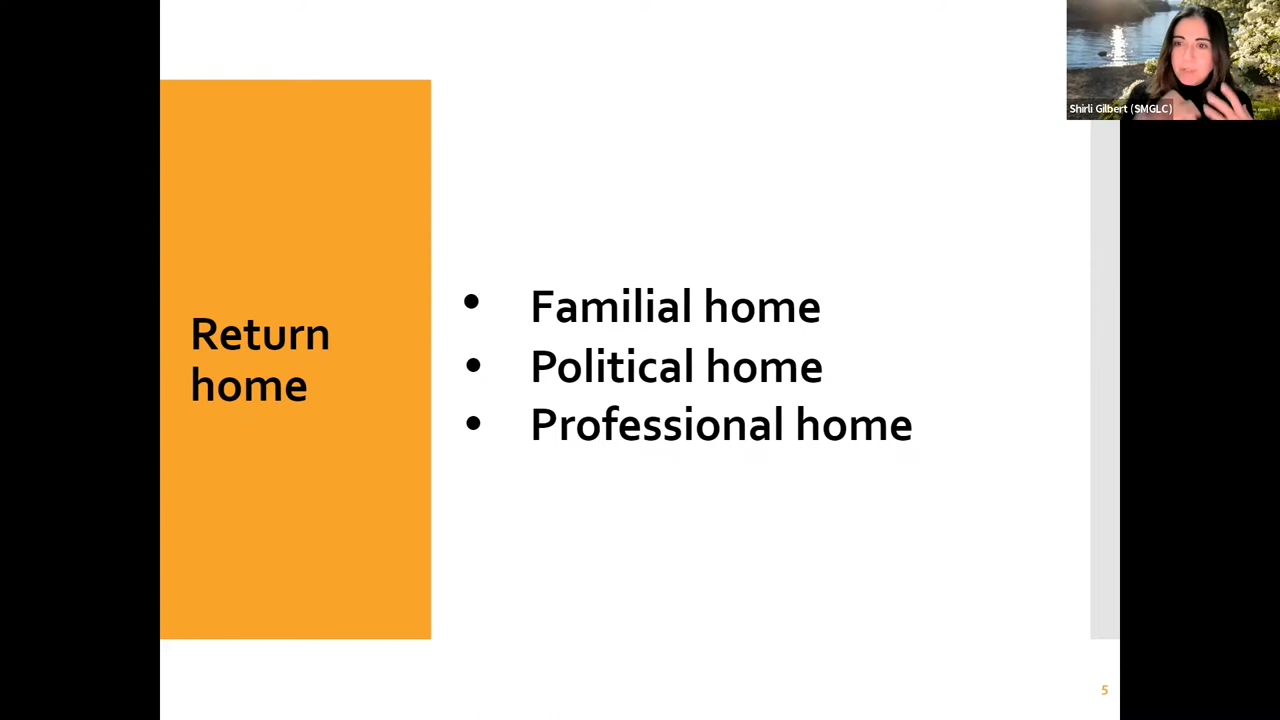 Shirli Gilbert (SMGLC)
Return
home
• Familial home
• Political home
• Professional home
5